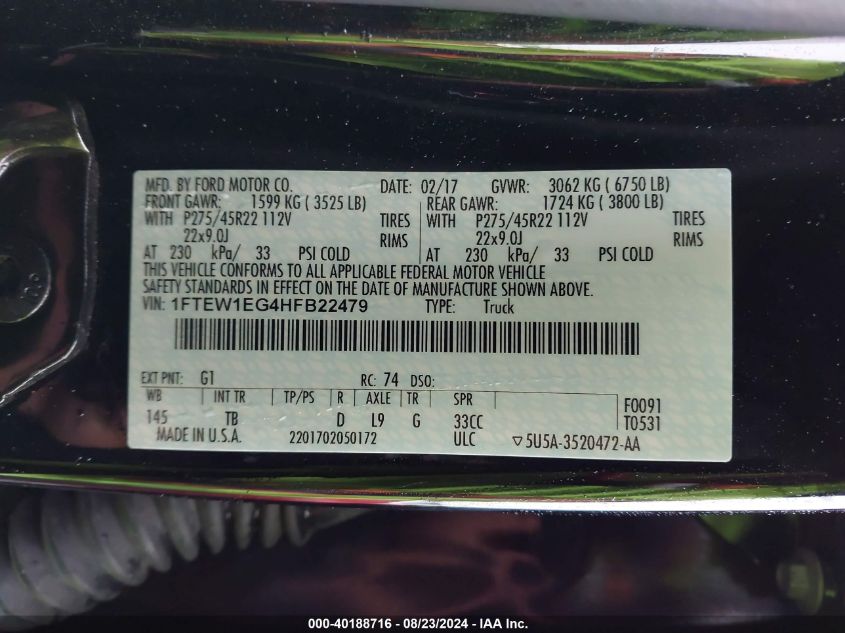 MFD. BY FORD MOTOR CO. DATE: 02/17 GVWR: 3062 KG ( 6750 LB)
FRONT GAWR: 1599 KG ( 3525 LB) REAR GAWR: 1724 KG ( 3800 LB)
WITH P275/45R22 112V TIRES WITH P275/45R22 112V TIRES
22x9.0J RIMS 22x9.0J RIMS
AT 230 kPa/ 33 PSI COLD AT 230 kPa/ 33 PSI COLD
THIS VEHICLE CONFORMS TO ALL APPLICABLE FEDERAL MOTOR VEHICLE
SAFETY STANDARDS IN EFFECT ON THE DATE OF MANUFACTURE SHOWN ABOVE.
VIN: 1FTEW1EG4HFB22479 TYPE: Truck
EXT PNT: G1 RC: 74 DSO:
WB INT TR TP/PS R AXLE TR SPR F0091
145 TB D L9 G 33CC T0531
MADE IN U.S.A. 2201702050172 ULC ▽5U5A-3520472-AA
000-40188716 - 08/23/2024 - IAA Inc.